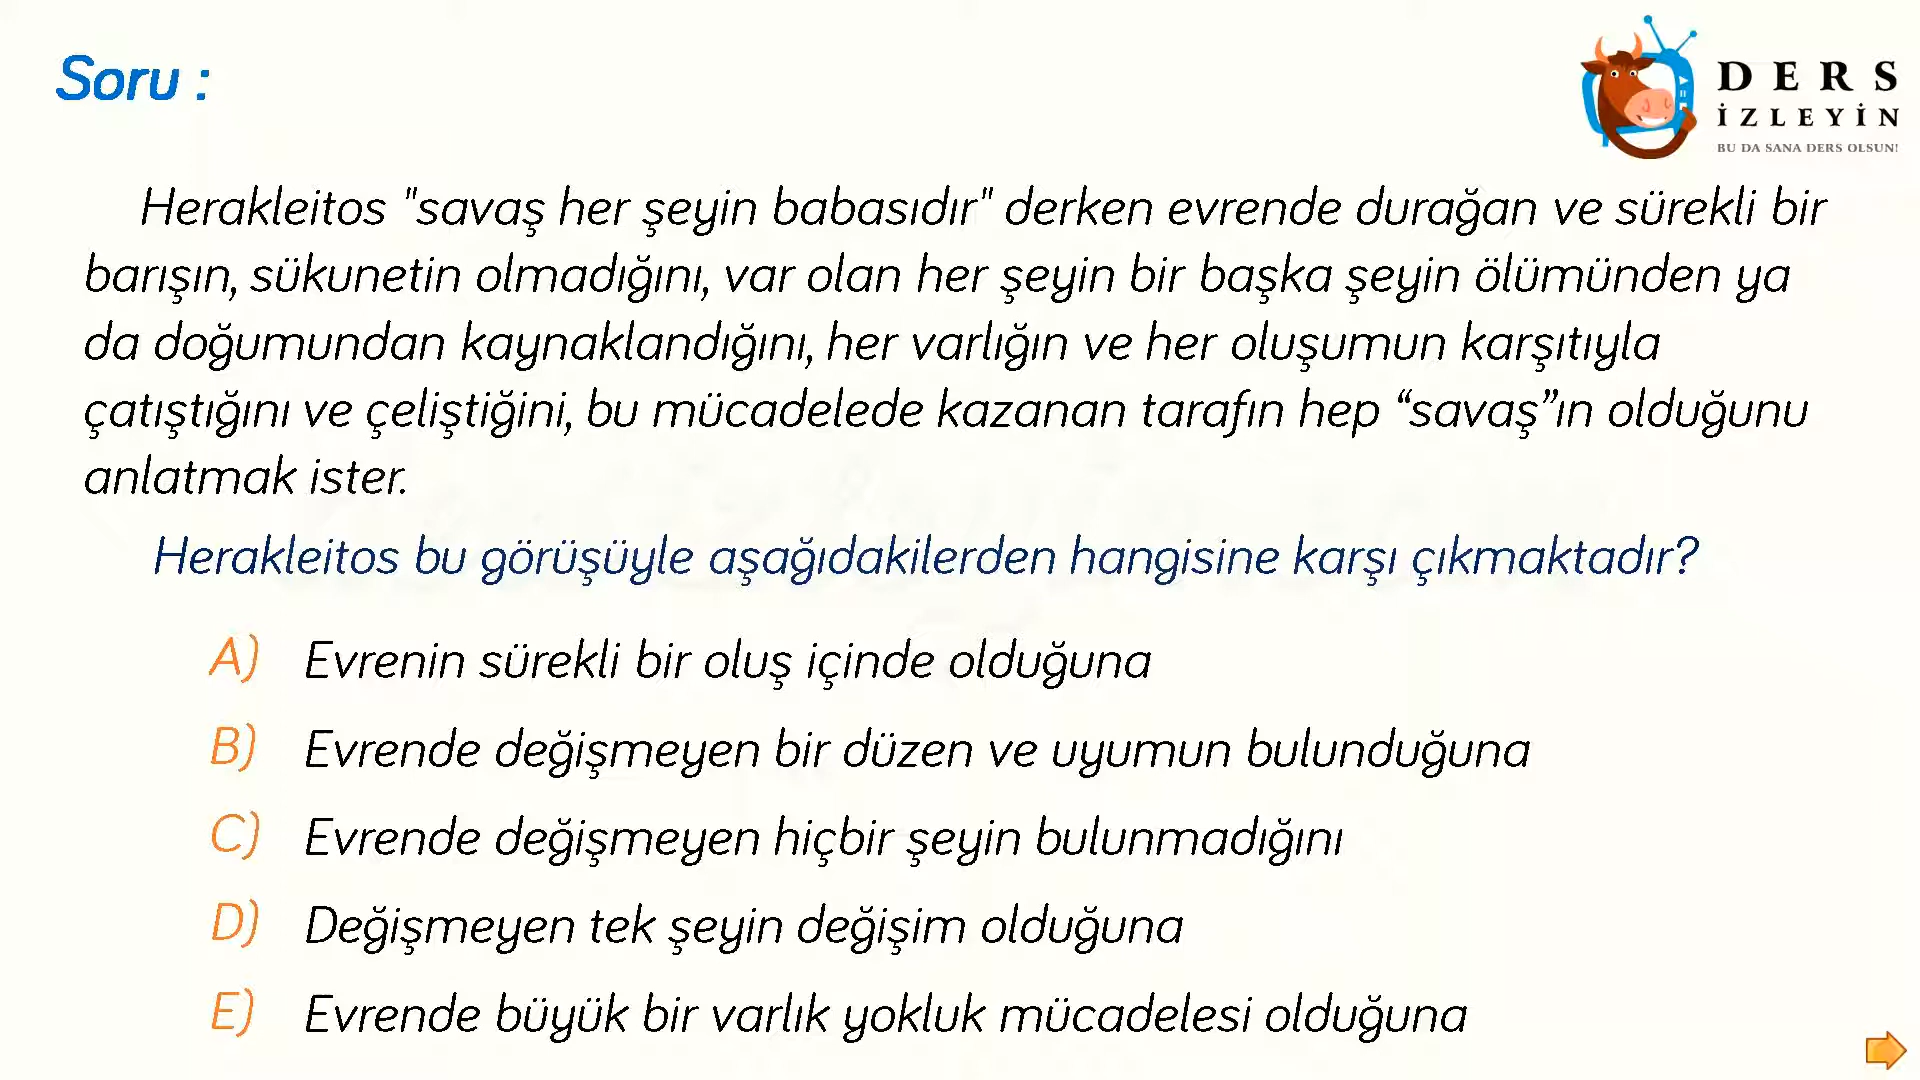 Soru :
DERS
İZLEYİN
BU DA SANA DERS OLSUN!
Herakleitos "savaş her şeyin babasıdır" derken evrende durağan ve sürekli bir
barışın, sükunetin olmadığını, var olan her şeyin bir başka şeyin ölümünden ya
da doğumundan kaynaklandığını, her varlığın ve her oluşumun karşıtıyla
çatıştığını ve çeliştiğini, bu mücadelede kazanan tarafın hep “savaş”ın olduğunu
anlatmak ister.
Herakleitos bu görüşüyle aşağıdakilerden hangisine karşı çıkmaktadır?
A) Evrenin sürekli bir oluş içinde olduğuna
B) Evrende değişmeyen bir düzen ve uyumun bulunduğuna
C) Evrende değişmeyen hiçbir şeyin bulunmadığını
D) Değişmeyen tek şeyin değişim olduğuna
E) Evrende büyük bir varlık yokluk mücadelesi olduğuna